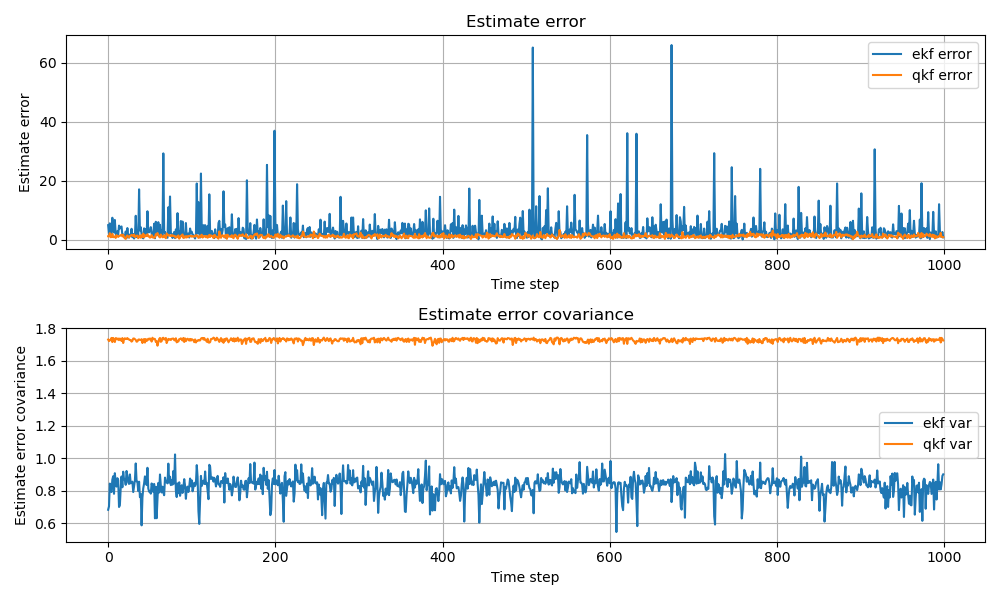 Estimate error
Estimate error
60
40
20
0
ekf error
qkf error
0
200
400
600
800
1000
Time step
Estimate error covariance
Estimate error covariance
1.8
1.6
1.4
1.2
1.0
0.8
0.6
ekf var
qkf var
0
200
400
600
800
1000
Time step